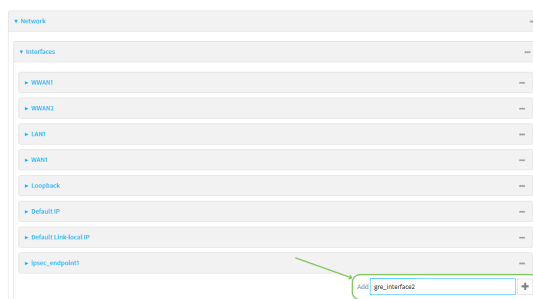 Network
Interfaces
WWAN1
WWAN2
LAN1
WAN1
Loopback
Default IP
Default Link-local IP
ipsec_endpoint1
Add gre_interface2